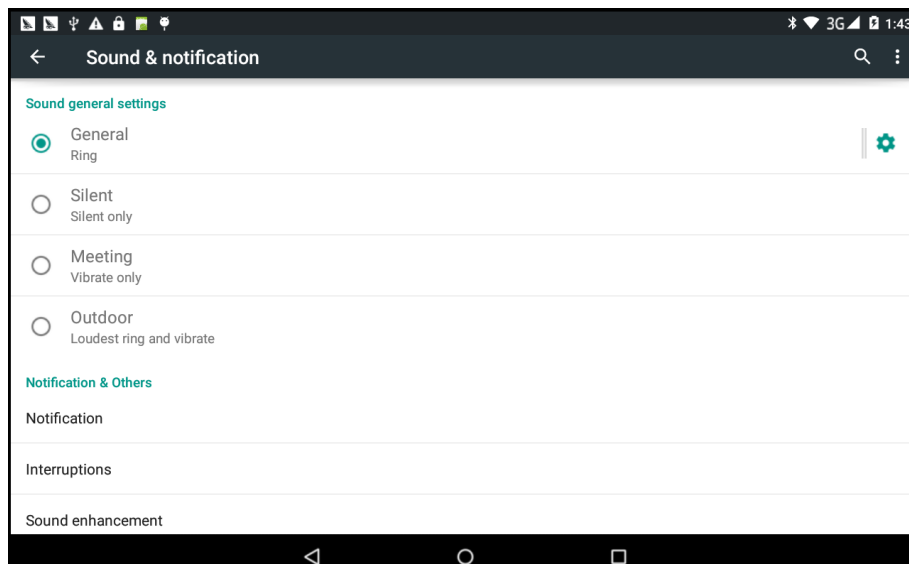 3G 1:43
Sound & notification
Sound general settings
General
Ring
Silent
Silent only
Meeting
Vibrate only
Outdoor
Loudest ring and vibrate
Notification & Others
Notification
Interruptions
Sound enhancement